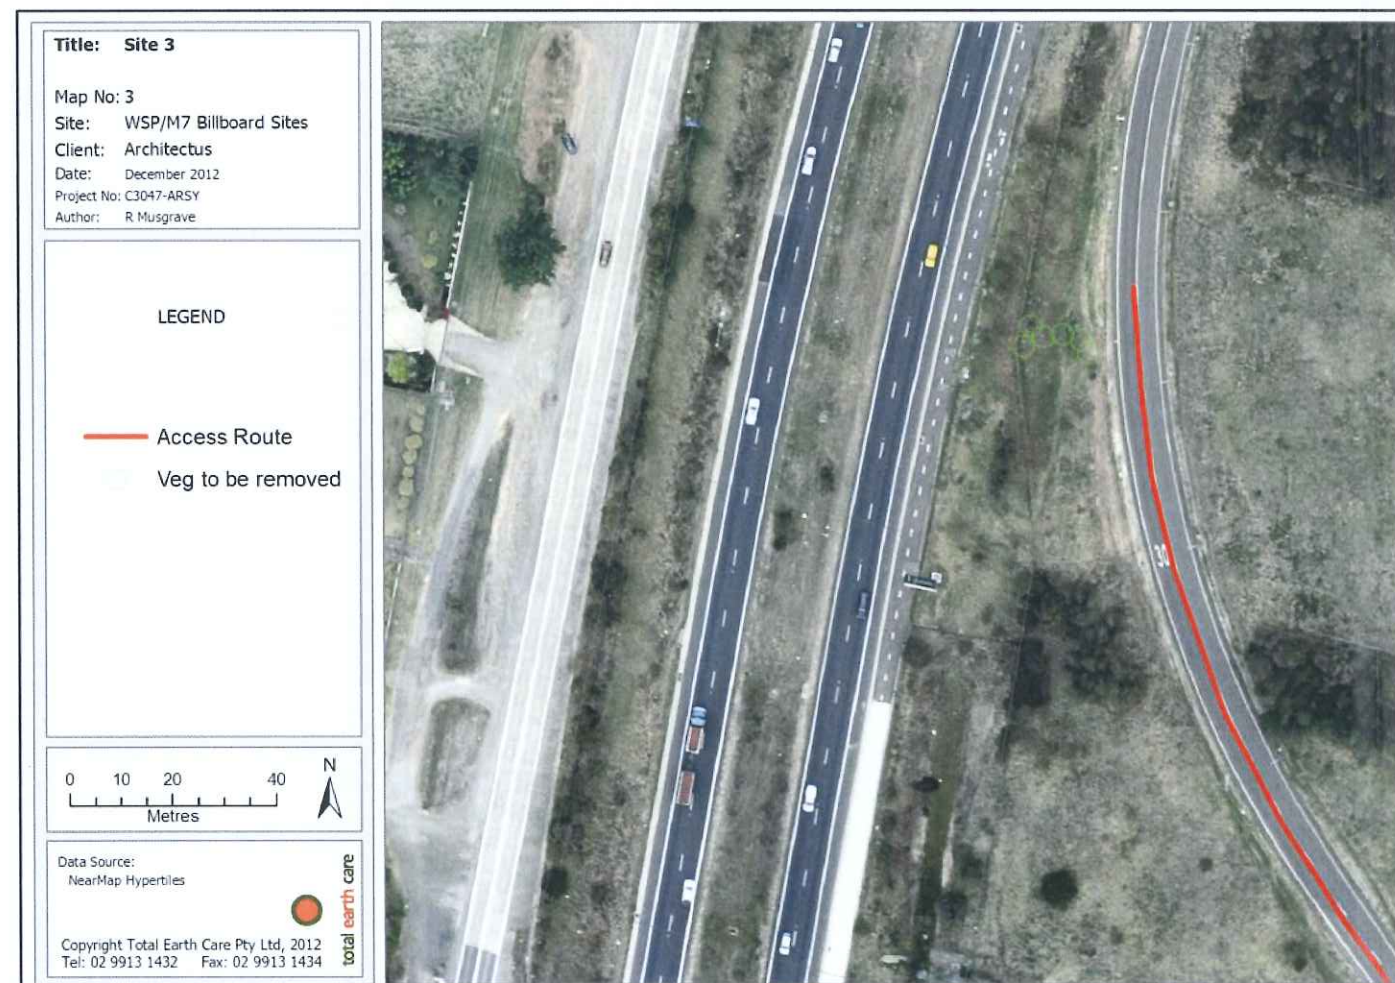 Title: Site 3
Map No: 3
Site: WSP/M7 Billboard Sites
Client: Architectus
Date: December 2012
Project No: C3047-ARSY
Author: R Musgrave
LEGEND
Access Route
Veg to be removed
0 10 20 40
Metres
N
Data Source:
NearMap Hypertiles
total earth care
Copyright Total Earth Care Pty Ltd, 2012
Tel: 02 9913 1432 Fax: 02 9913 1434